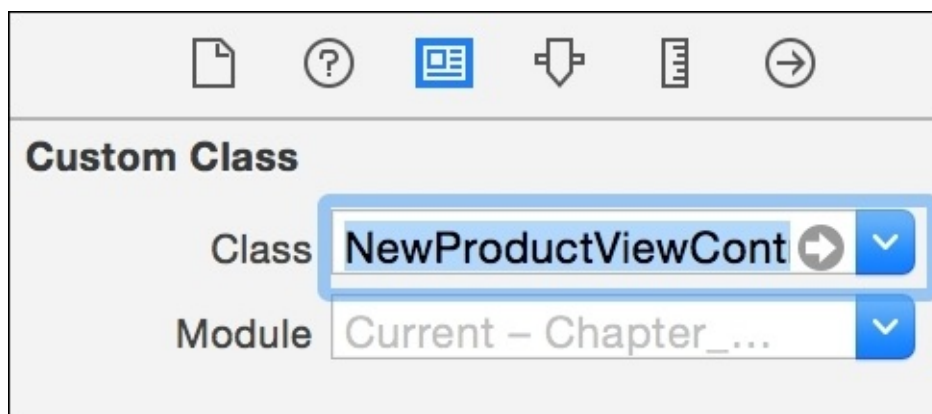 Custom Class
Class NewProductViewCont
Module Current – Chapter_...